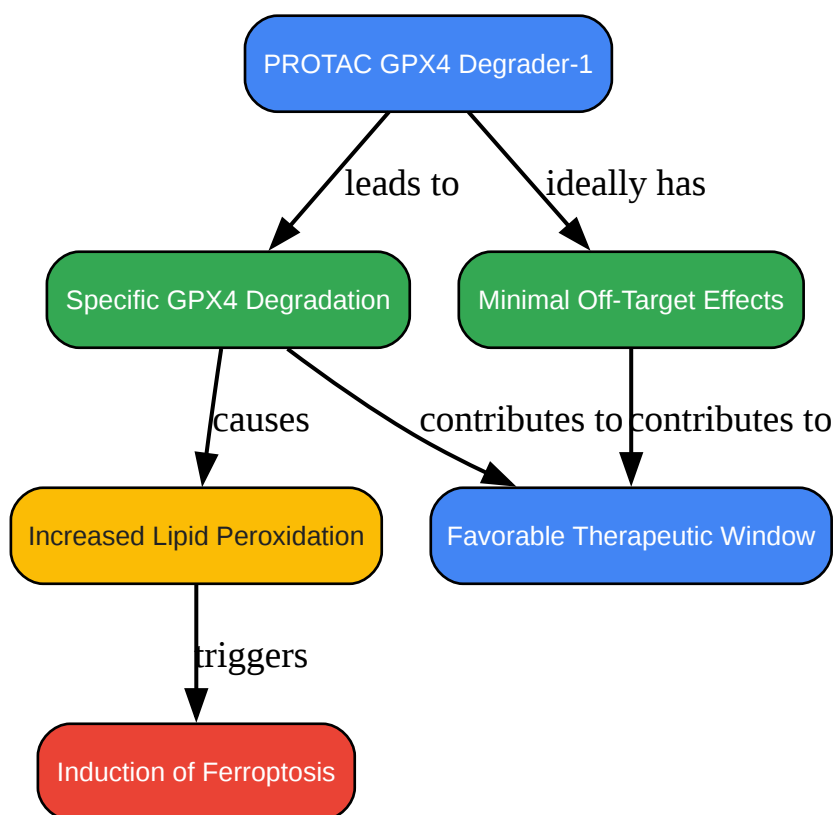 PROTAC GPX4 Degrader-1
leads to
ideally has
Specific GPX4 Degradation
Minimal Off-Target Effects
causes
contributes to
contributes to
Increased Lipid Peroxidation
Favorable Therapeutic Window
triggers
Induction of Ferroptosis